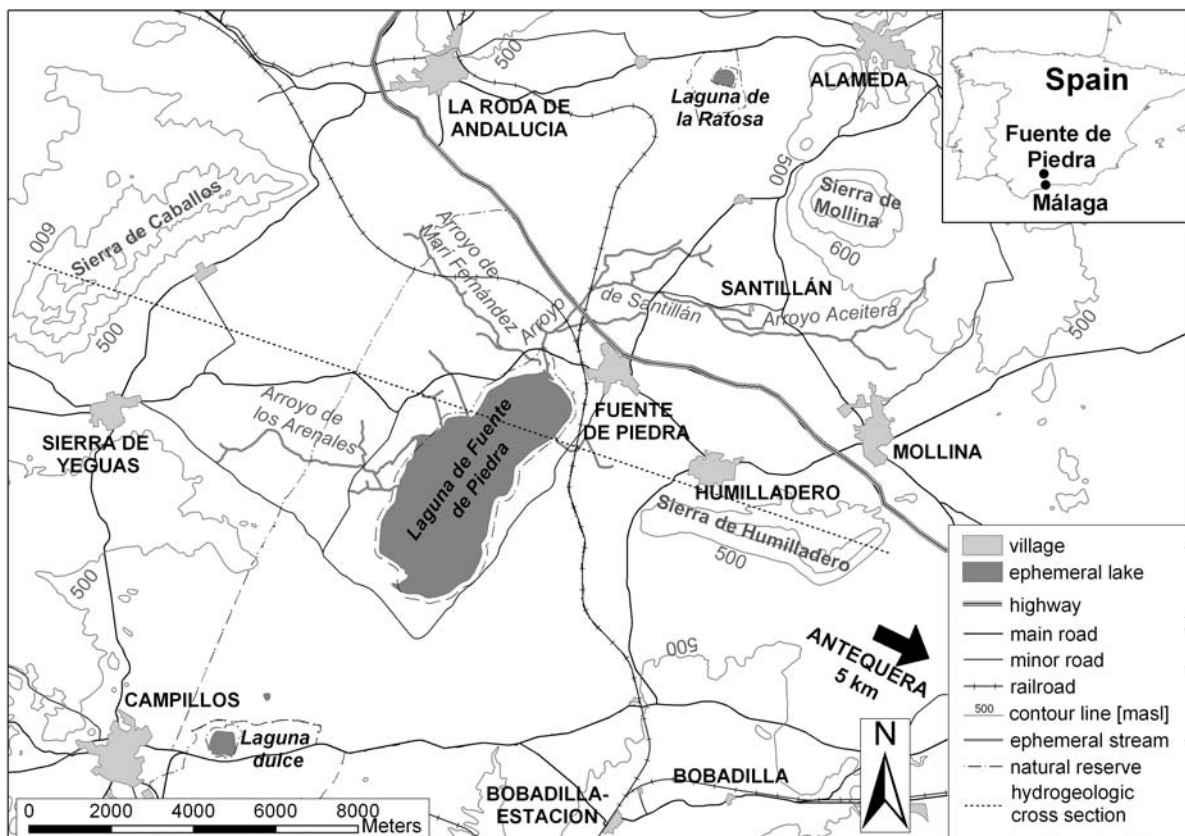 500
LA RODA DE
ANDALUCIA
Laguna de
la Ratosa
ALAMEDA
500
Spain
Fuente de
Piedra
Málaga
600
Sierra de Caballos
500
Arroyo de
Mari Fernández
Sierra de
Mollina
600
SANTILLÁN
Arroyo
de Santillán
Arroyo Aceitera
500
SIERRA DE
YEGUAS
Arroyo de
los Arenales
Laguna de Fuente
de Piedra
FUENTE
DE PIEDRA
MOLLINA
HUMILLADERO
Sierra de Humilladero
500
500
500
ANTEQUERA
5 km
CAMPILLOS
Laguna
dulce
BOBADILLA-
ESTACION
BOBADILLA
N
0 2000 4000 6000 8000
Meters
village
ephemeral lake
highway
main road
minor road
railroad
500 contour line [masl]
ephemeral stream
natural reserve
hydrogeologic
cross section